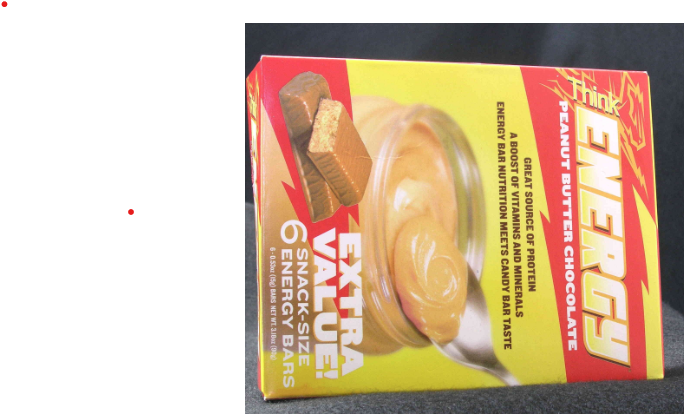 Think
ENERGY
PEANUT BUTTER CHOCOLATE
GREAT SOURCE OF PROTEIN
A BOOST OF VITAMINS AND MINERALS
ENERGY BAR NUTRITION MEETS CANDY BAR TASTE
EXTRA
VALUE!
6 SNACK-SIZE
ENERGY BARS